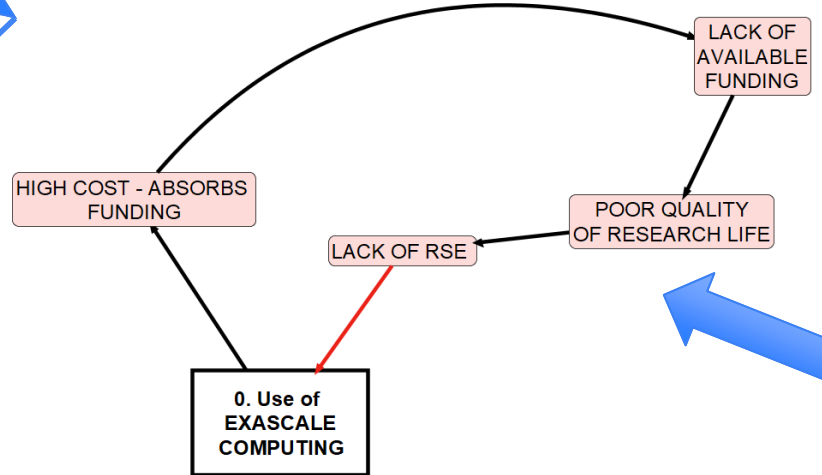 LACK OF
AVAILABLE
FUNDING
HIGH COST - ABSORBS
FUNDING
POOR QUALITY
OF RESEARCH LIFE
LACK OF RSE
0. Use of
EXASCALE
COMPUTING